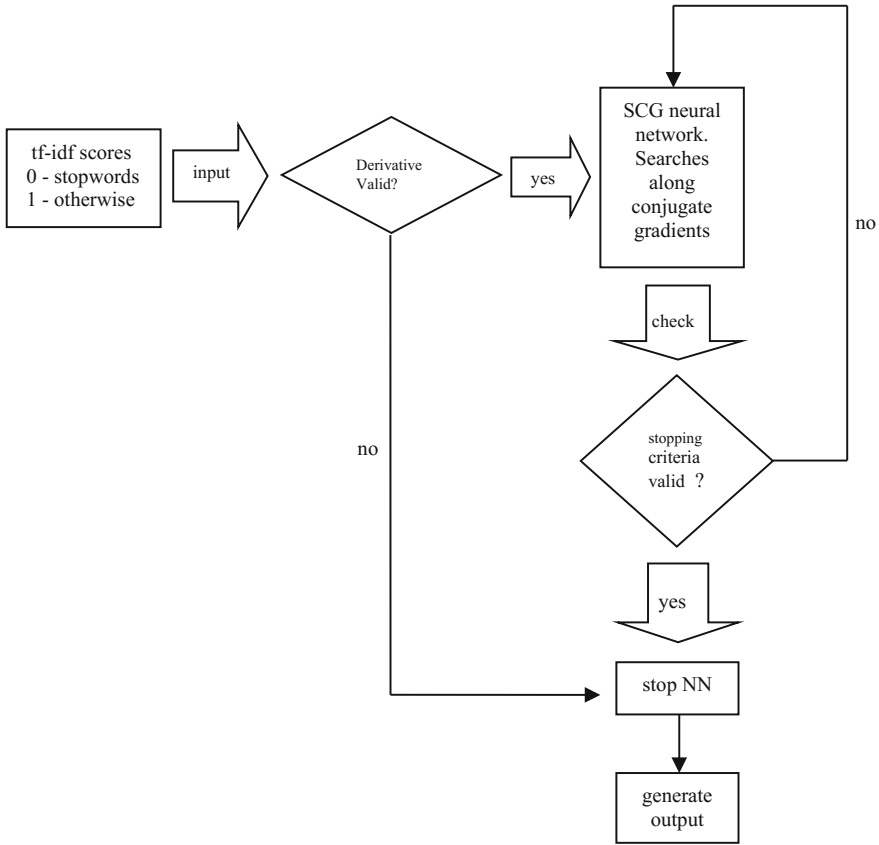 tf-idf scores
0 - stopwords
1 - otherwise
input
Derivative
Valid?
yes
SCG neural
network.
Searches
along
conjugate
gradients
no
check
stopping
criteria
valid ?
no
yes
stop NN
generate
output